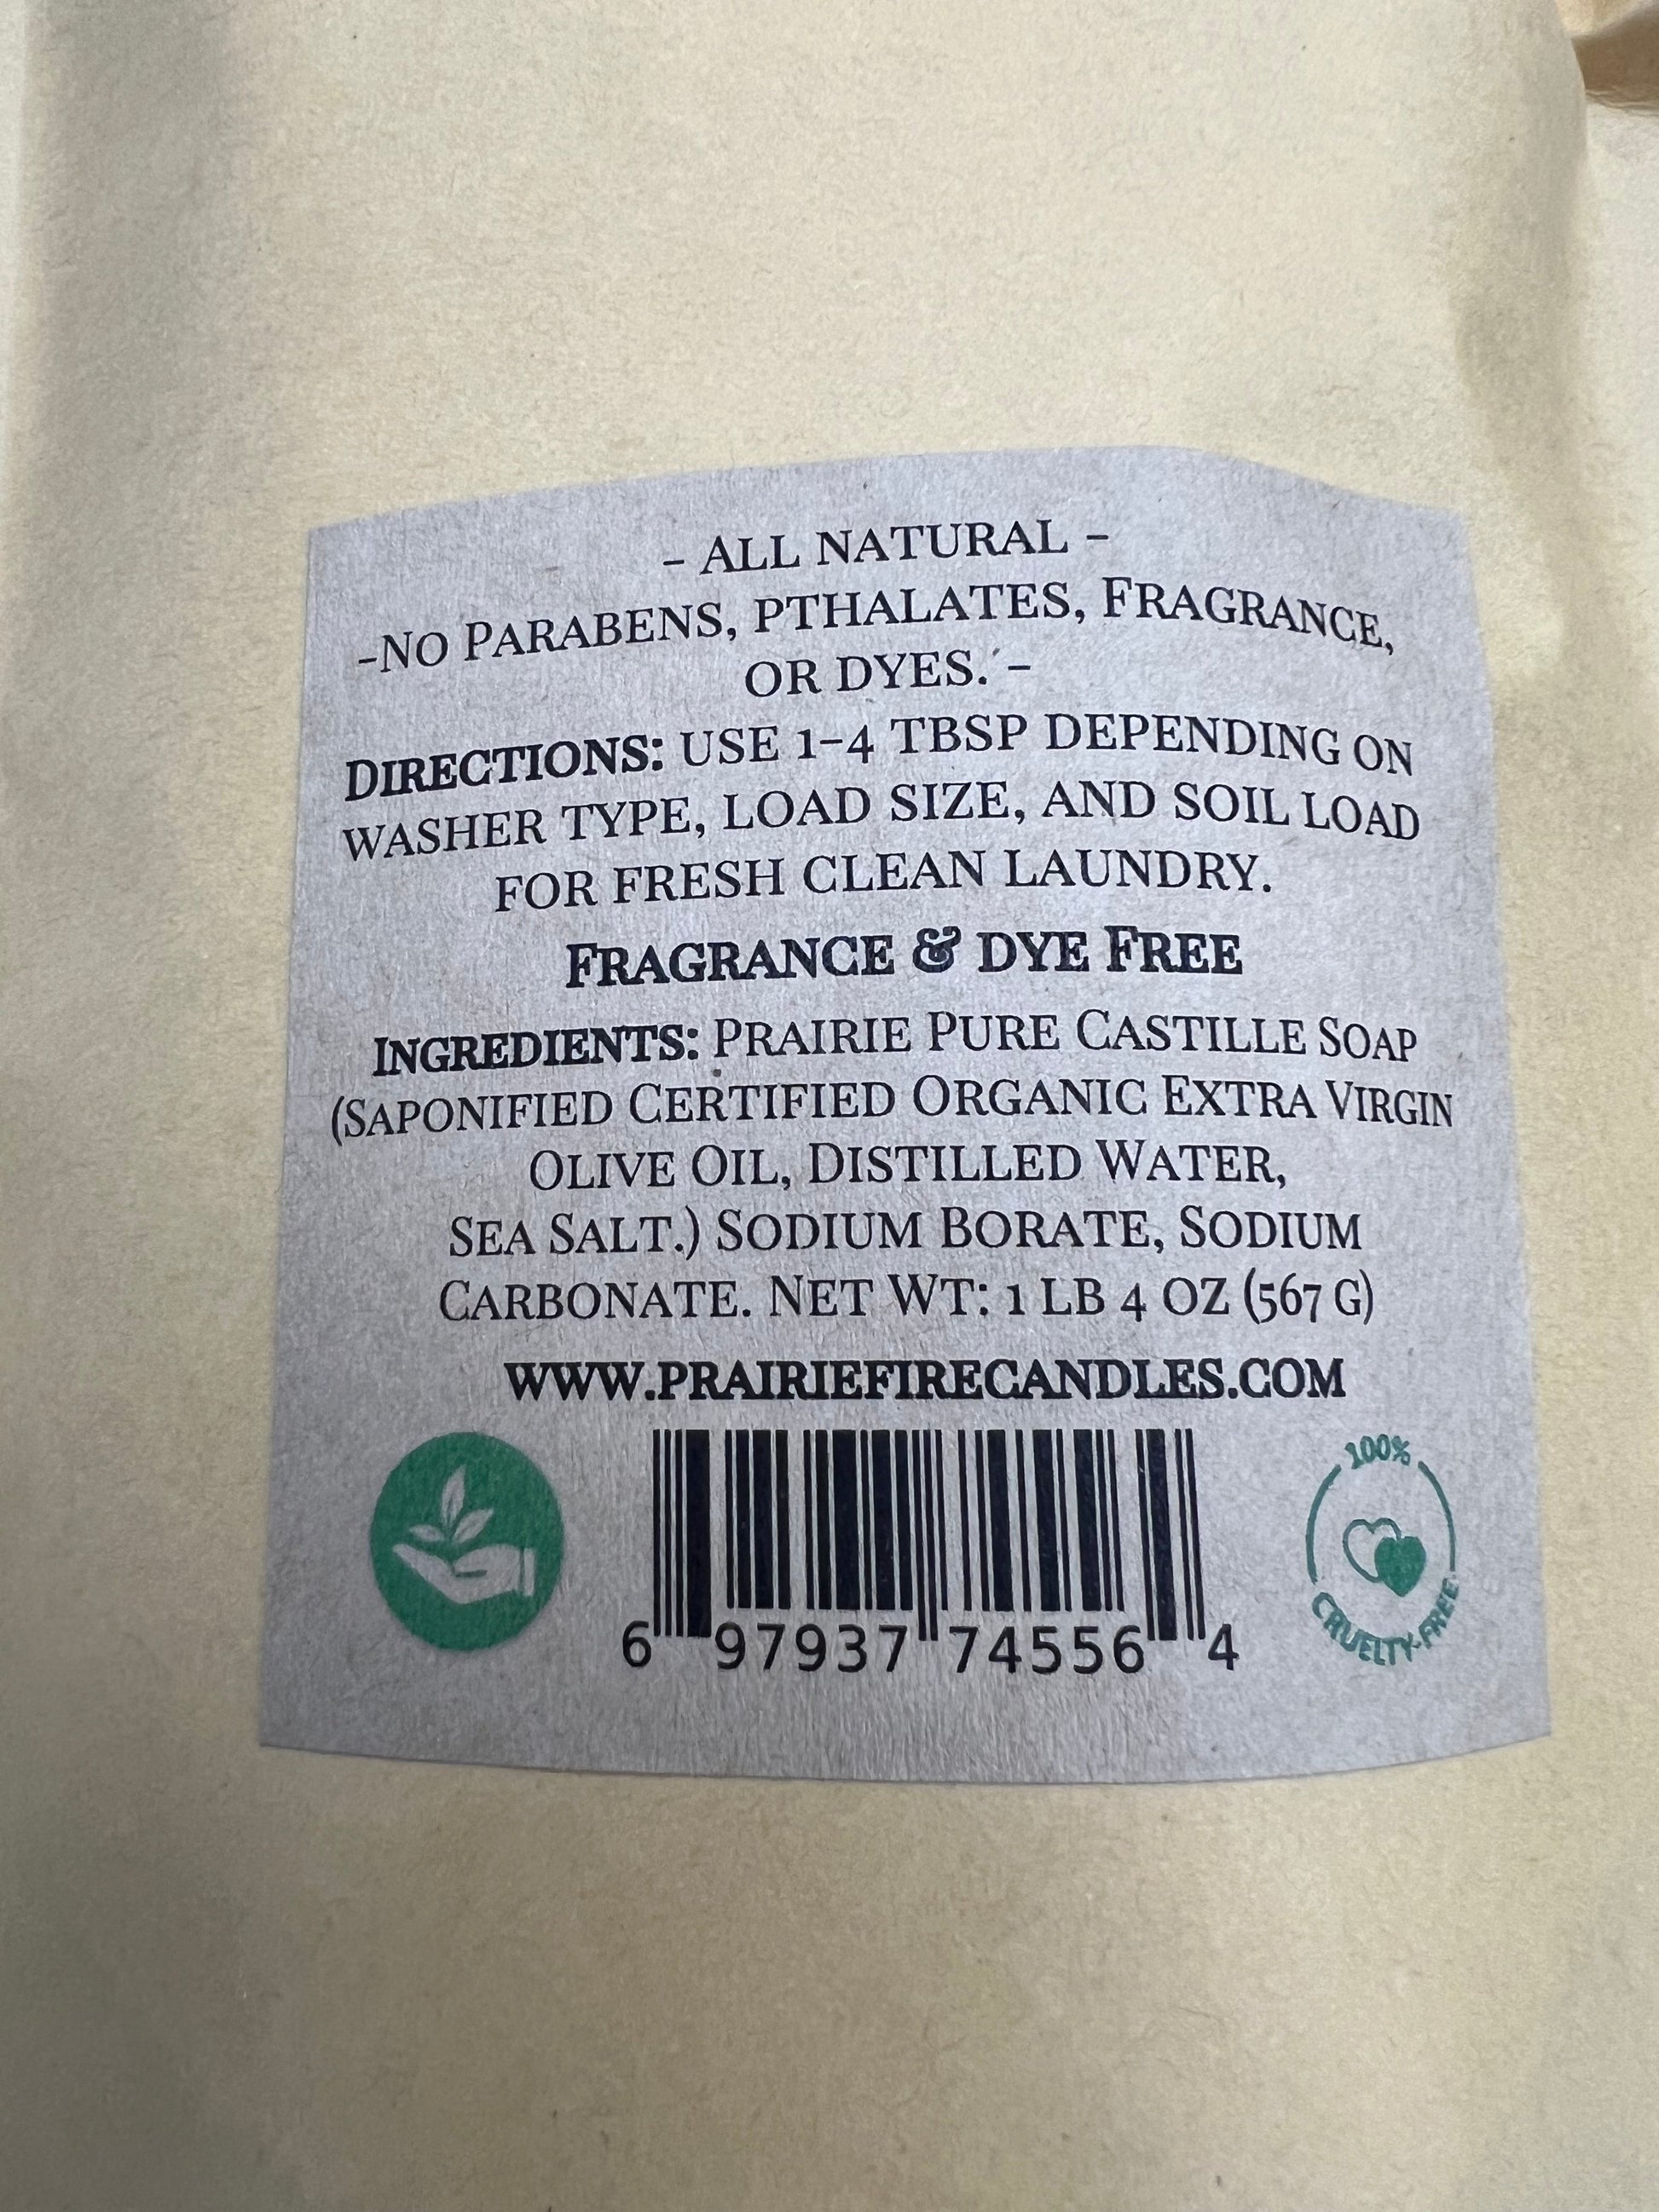 - ALL NATURAL -
-NO PARABENS, PTHALATES, FRAGRANCE,
OR DYES. -
DIRECTIONS: USE 1-4 TBSP DEPENDING ON
WASHER TYPE, LOAD SIZE, AND SOIL LOAD
FOR FRESH CLEAN LAUNDRY.
FRAGRANCE & DYE FREE
INGREDIENTS: PRAIRIE PURE CASTILLE SOAP
(SAPONIFIED CERTIFIED ORGANIC EXTRA VIRGIN
OLIVE OIL, DISTILLED WATER,
SEA SALT.) SODIUM BORATE, SODIUM
CARBONATE. NET WT: 1 LB 4 OZ (567 G)
WWW.PRAIRIEFIRECANDLES.COM
100%
CRUELTY-FREE
6 97937 74556 4